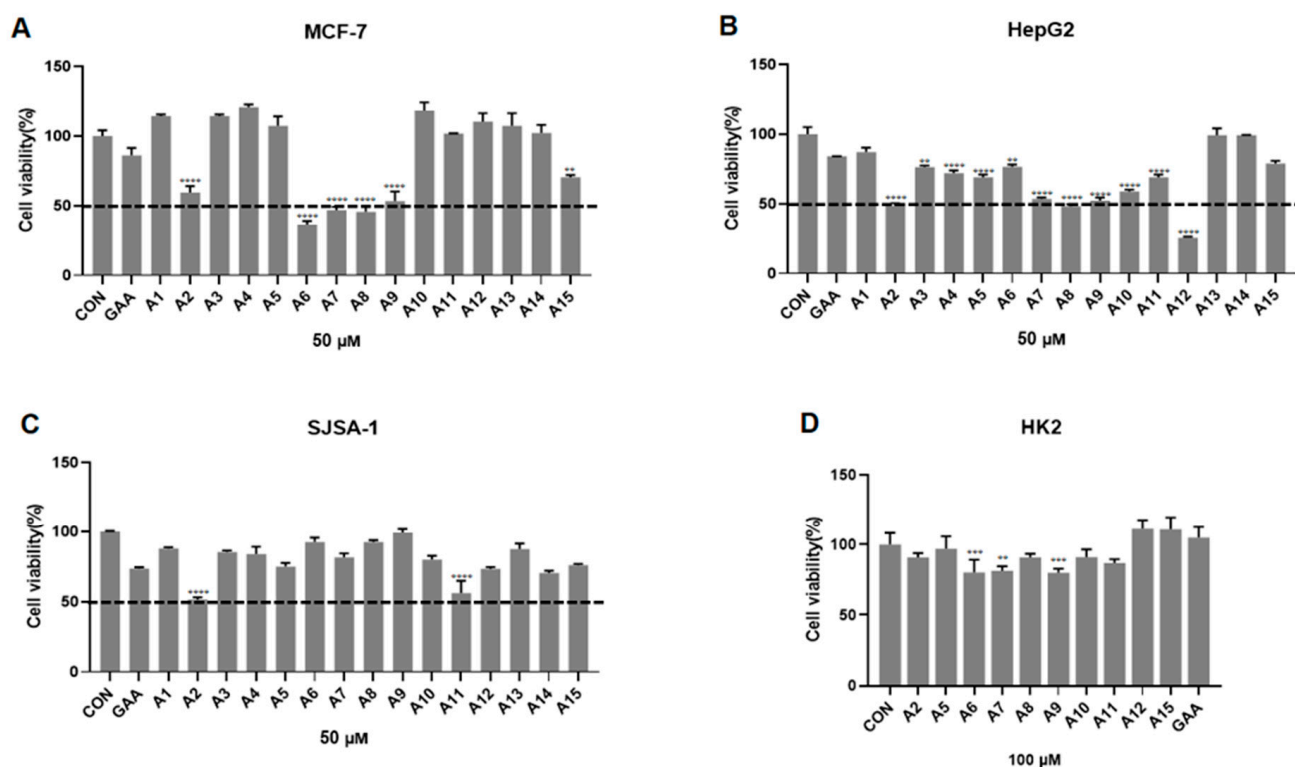 A
MCF-7
Cell viability(%)
150
100
50
0
**** **** **** **** **** **
CON GAA A1 A2 A3 A4 A5 A6 A7 A8 A9 A10 A11 A12 A13 A14 A15
50 µM
B
HepG2
Cell viability(%)
150
100
50
0
**** ** **** **** ** **** **** **** **** **** ****
CON GAA A1 A2 A3 A4 A5 A6 A7 A8 A9 A10 A11 A12 A13 A14 A15
50 µM
C
SJSA-1
Cell viability(%)
150
100
50
0
**** ****
CON GAA A1 A2 A3 A4 A5 A6 A7 A8 A9 A10 A11 A12 A13 A14 A15
50 µM
D
HK2
Cell viability(%)
150
100
50
0
*** ** ***
CON A2 A5 A6 A7 A8 A9 A10 A11 A12 A15 GAA
100 µM